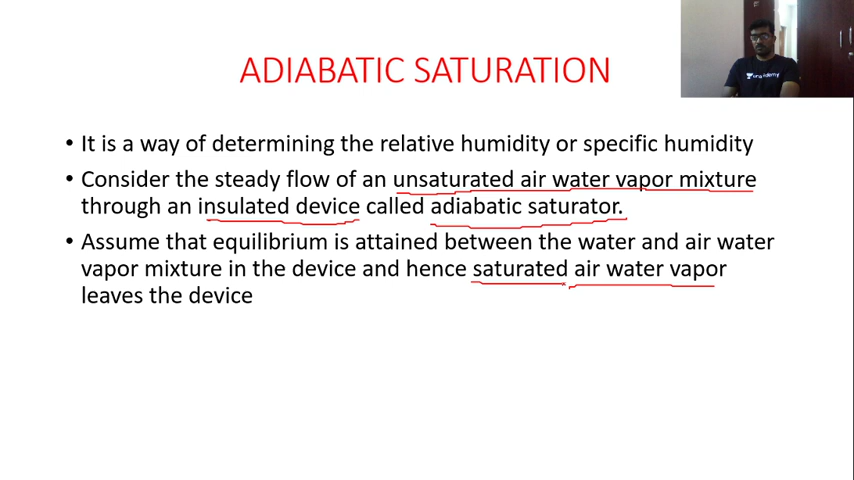 ADIABATIC SATURATION
• It is a way of determining the relative humidity or specific humidity
• Consider the steady flow of an unsaturated air water vapor mixture
through an insulated device called adiabatic saturator.
• Assume that equilibrium is attained between the water and air water
vapor mixture in the device and hence saturated air water vapor
leaves the device